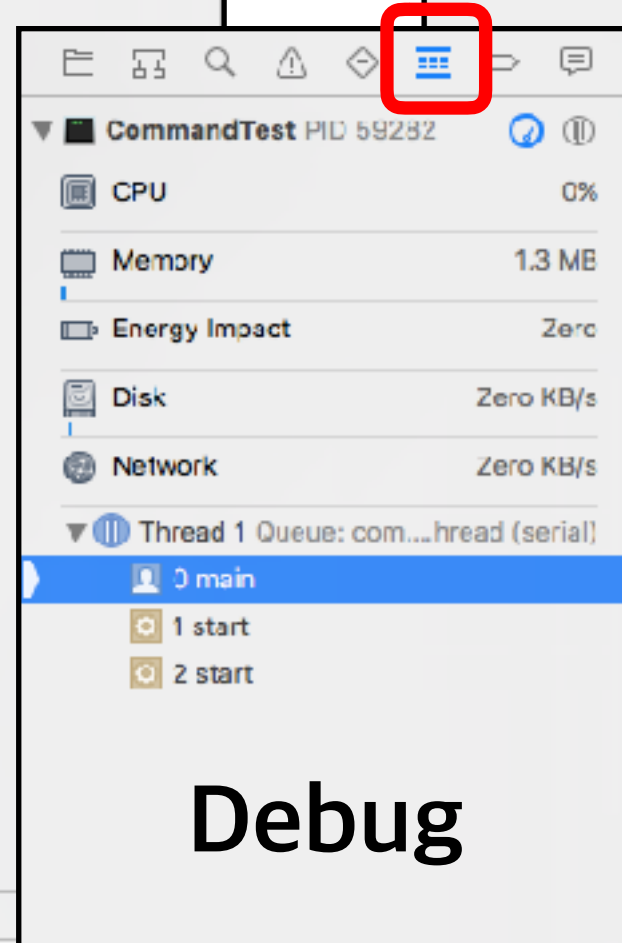 CommandTest PID 59282
CPU 0%
Memory 1.3 MB
Energy Impact Zero
Disk Zero KB/s
Network Zero KB/s
Thread 1 Queue: com....hread (serial)
0 main
1 start
2 start
Debug